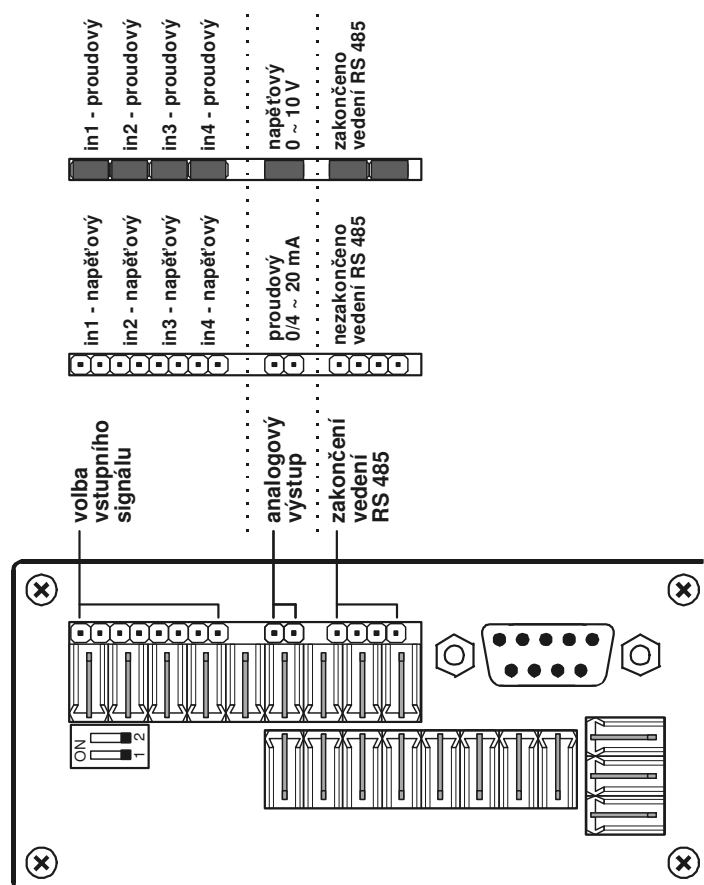 in1 - proudový
in2 - proudový
in3 - proudový
in4 - proudový
napěťový
0 ~ 10 V
zakončeno
vedení RS 485
in1 - napěťový
in2 - napěťový
in3 - napěťový
in4 - napěťový
proudový
0/4 ~ 20 mA
nezakončeno
vedení RS 485
volba
vstupního
signálu
analogový
výstup
zakončení
vedení
RS 485
ON
1 2